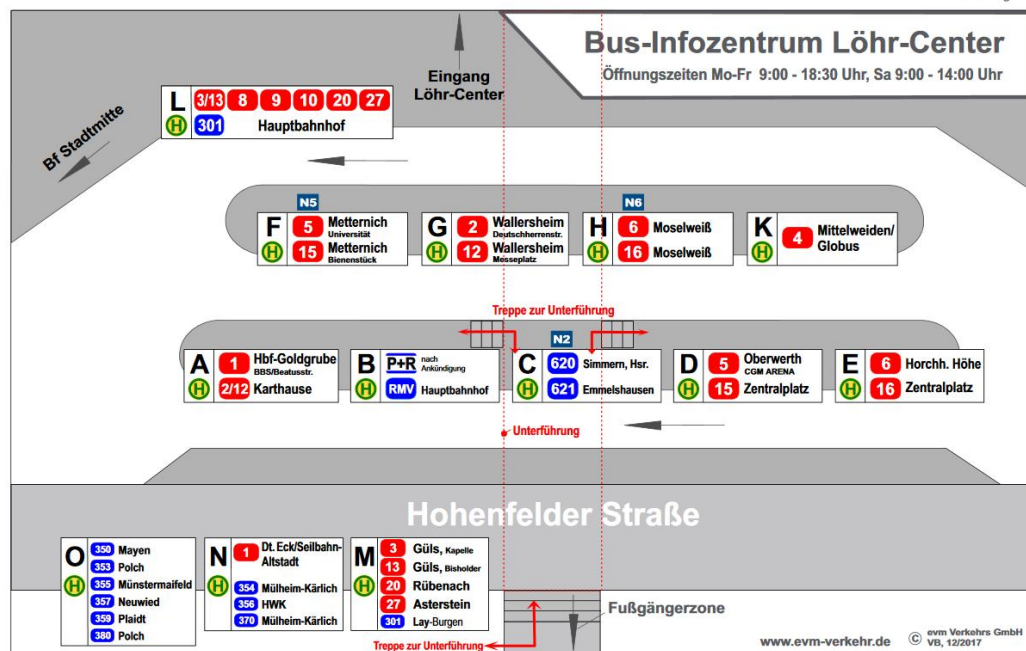 Bus-Infozentrum Löhr-Center
Öffnungszeiten Mo-Fr 9:00 - 18:30 Uhr, Sa 9:00 - 14:00 Uhr
Eingang
Löhr-Center
Bf Stadtmitte
L 3/13 8 9 10 20 27
H 301 Hauptbahnhof
N5
F 5 Metternich
Universität
H 15 Metternich
Bienenstück
G 2 Wallersheim
Deutschherrenstr.
H 12 Wallersheim
Messeplatz
N6
H 6 Moselweiß
H 16 Moselweiß
K 4 Mittelweiden/
H Globus
Treppe zur Unterführung
A 1 Hbf-Goldgrube
BBS/Beatusstr.
H 2/12 Karthause
B P+R nach
Ankündigung
H RMV Hauptbahnhof
N2
C 620 Simmern, Hsr.
H 621 Emmelshausen
D 5 Oberwerth
CGM ARENA
H 15 Zentralplatz
E 6 Horchh. Höhe
H 16 Zentralplatz
Unterführung
Hohenfelder Straße
O 350 Mayen
353 Polch
H 355 Münstermaifeld
357 Neuwied
359 Plaidt
380 Polch
N 1 Dt. Eck/Seilbahn-
Altstadt
H 354 Mülheim-Kärlich
356 HWK
370 Mülheim-Kärlich
M 3 Güls, Kapelle
13 Güls, Bisholder
H 20 Rübenach
27 Asterstein
301 Lay-Burgen
Treppe zur Unterführung
Fußgängerzone
www.evm-verkehr.de
© evm Verkehrs GmbH
VB, 12/2017